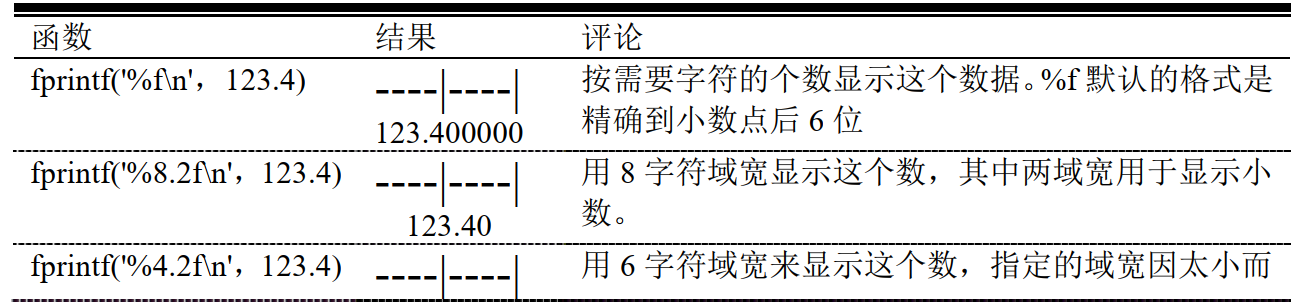 函数 结果 评论
fprintf('%f\n'，123.4) ----|----| 按需要字符的个数显示这个数据。%f 默认的格式是
123.400000 精确到小数点后 6 位
fprintf('%8.2f\n'，123.4) ----|----| 用 8 字符域宽显示这个数，其中两域宽用于显示小
123.40 数。
fprintf('%4.2f\n'，123.4) ----|----| 用 6 字符域宽来显示这个数，指定的域宽因太小而